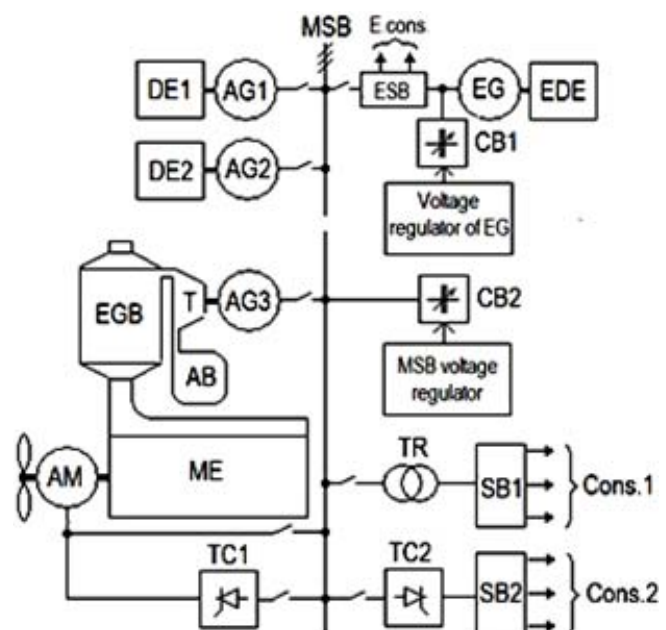 MSB
E cons
DE1
AG1
ESB
EG
EDE
CB1
DE2
AG2
Voltage
regulator of EG
EGB
T
AG3
CB2
AB
MSB voltage
regulator
TR
AM
ME
SB1
Cons.1
TC1
TC2
SB2
Cons.2